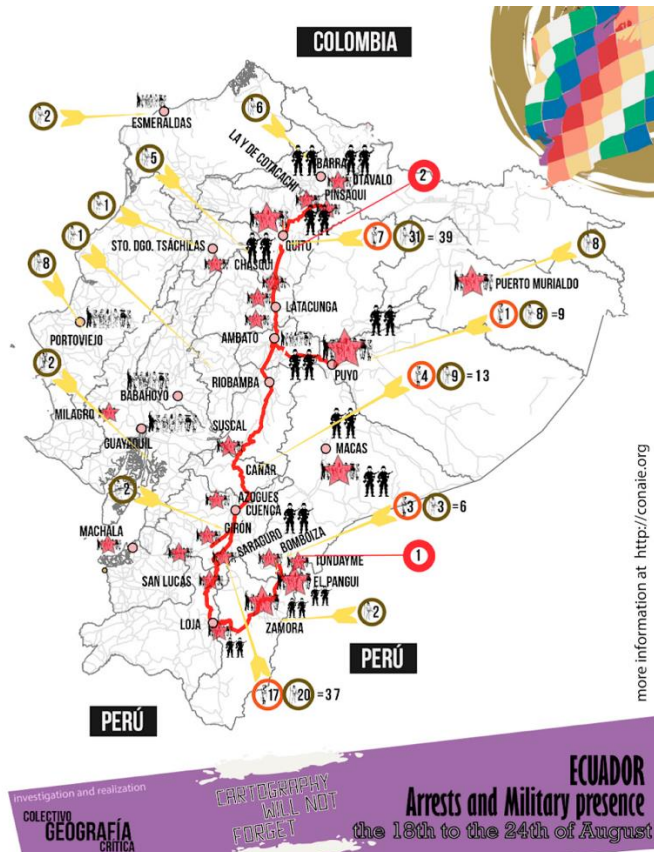 COLOMBIA
2
ESMERALDAS
6
5
LA Y DE COTACACHI
IBARRA
OTAVALO
PINSAQUI
2
1
QUITO
7 31 = 39
STO. DGO. TSÁCHILAS
CHASQUI
1
8
PUERTO MURIALDO
8
LATACUNGA
1 8 = 9
PORTOVIEJO
AMBATO
PUYO
2
RIOBAMBA
4 9 = 13
BABAHOYO
MILAGRO
SUSCAL
GUAYAQUIL
MACAS
CAÑAR
2
AZOGUES
CUENCA
3 3 = 6
GIRÓN
MACHALA
SARAGURO
BOMBOIZA
TUNDAYME
1
SAN LUCAS
EL PANGUI
2
LOJA
ZAMORA
PERÚ
17 20 = 37
PERÚ
more information at http://conaie.org
investigation and realization
COLECTIVO
GEOGRAFÍA
CRÍTICA
CARTOGRAPHY
WILL NOT
FORGET
ECUADOR
Arrests and Military presence
the 18th to the 24th of August